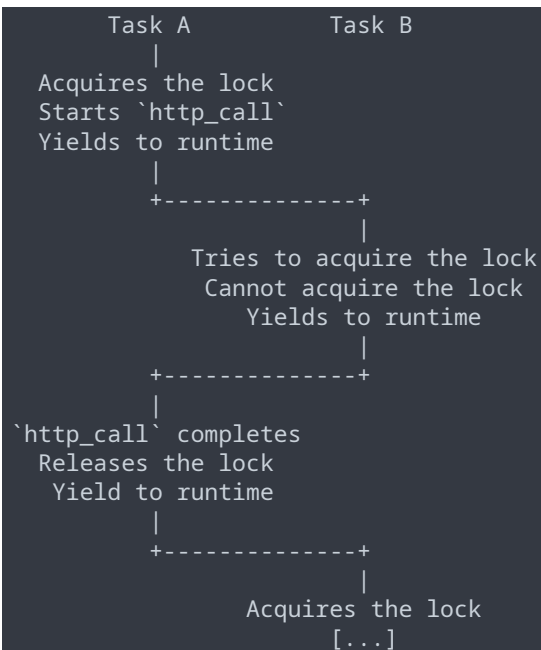 Task A Task B
|
Acquires the lock
Starts `http_call`
Yields to runtime
|
+--------------+
|
Tries to acquire the lock
Cannot acquire the lock
Yields to runtime
|
+--------------+
|
`http_call` completes
Releases the lock
Yield to runtime
|
+--------------+
|
Acquires the lock
[...]